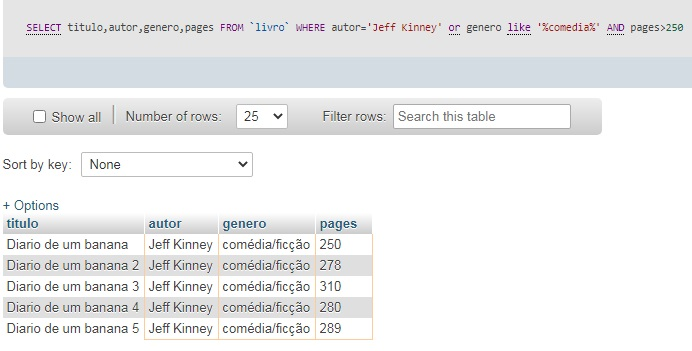 SELECT titulo,autor,genero,pages FROM `livro` WHERE autor='Jeff Kinney' or genero like '%comedia%' AND pages>250
Show all Number of rows: 25 Filter rows: Search this table
Sort by key: None
+ Options
titulo autor genero pages
Diario de um banana Jeff Kinney comédia/ficção 250
Diario de um banana 2 Jeff Kinney comédia/ficção 278
Diario de um banana 3 Jeff Kinney comédia/ficção 310
Diario de um banana 4 Jeff Kinney comédia/ficção 280
Diario de um banana 5 Jeff Kinney comédia/ficção 289